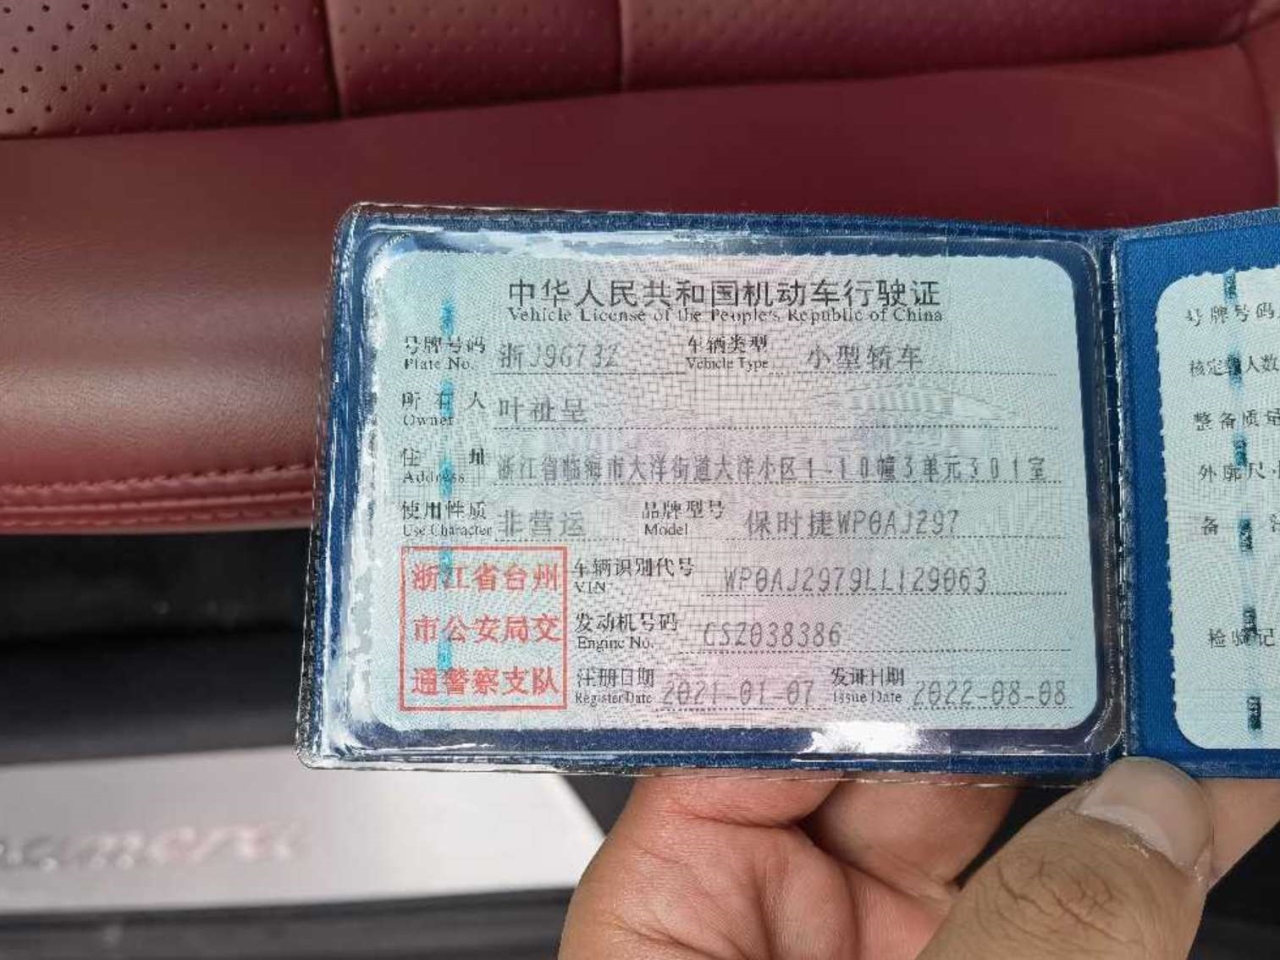 中华人民共和国机动车行驶证
Vehicle License of the People's Republic of China
号牌号码 Plate No. 浙J96732 车辆类型 Vehicle Type 小型轿车
所有人 Owner 叶祉呈
住址 Address 浙江省临海市大洋街道大洋小区1-10幢3单元301室
使用性质 Use Character 非营运 品牌型号 Model 保时捷WP0AJ297
浙江省台州
市公安局交
通警察支队
车辆识别代号 VIN WP0AJ2979LL129063
发动机号码 Engine No. CSZ038386
注册日期 Register Date 2021-01-07 发证日期 Issue Date 2022-08-08
号牌号码
核定载人数
整备质量
外廓尺
备
检验记